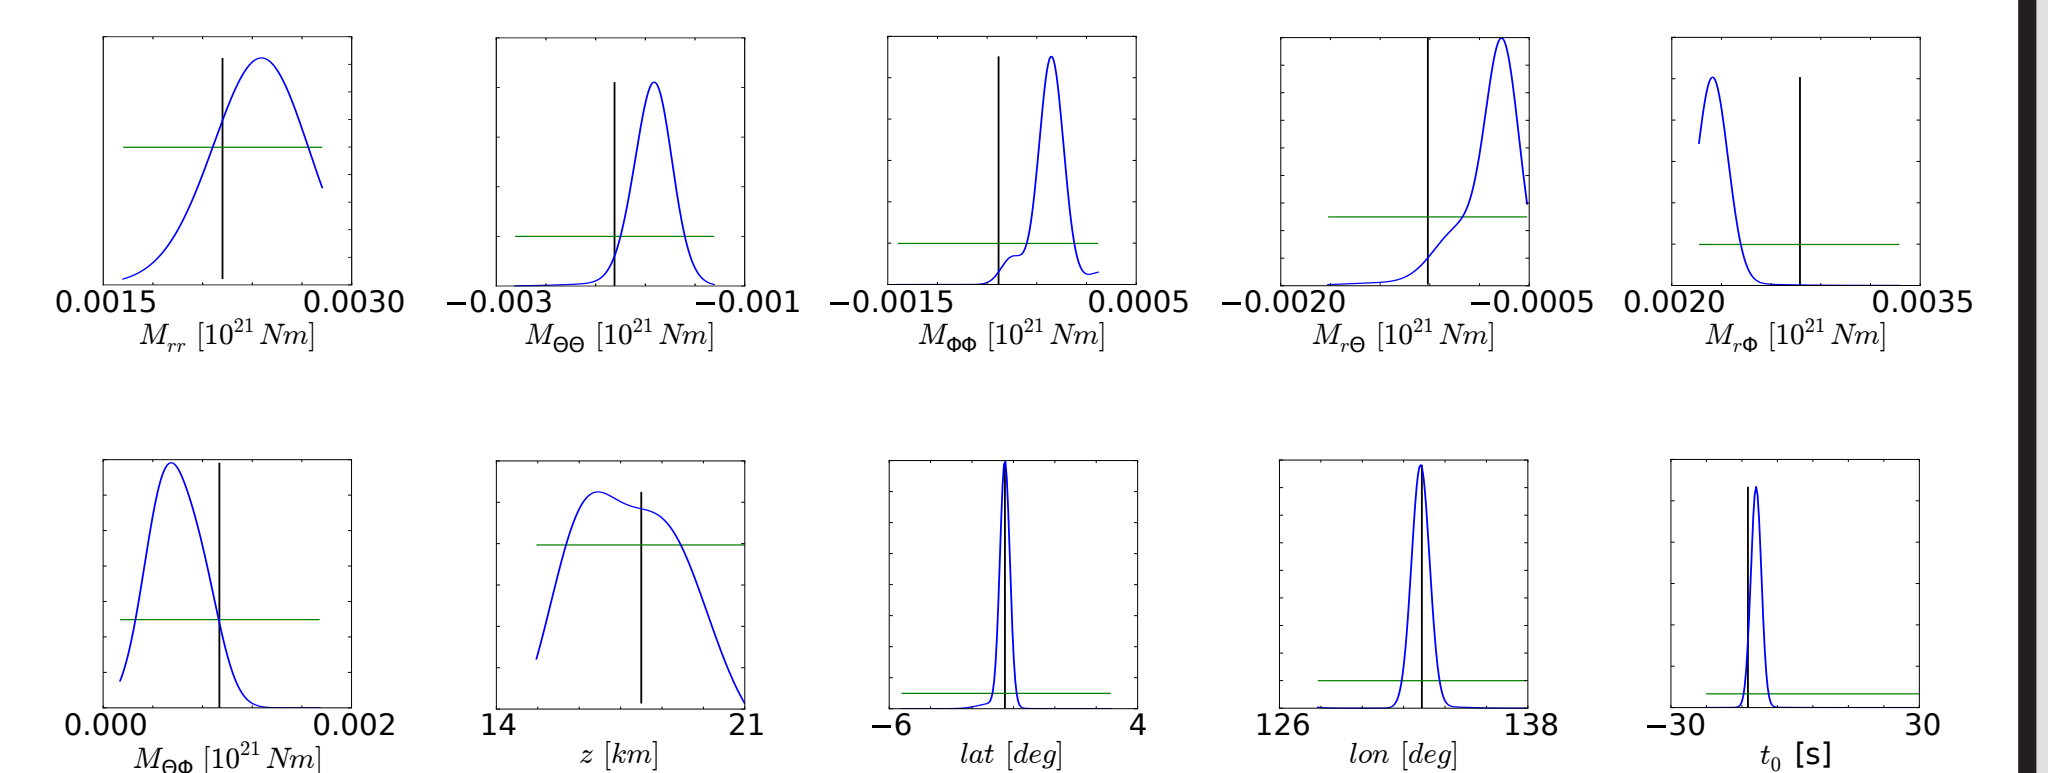 0.0015 0.0030 −0.003 −0.001 −0.0015 0.0005 −0.0020 −0.0005 0.0020 0.0035
M_rr [10^21 Nm] M_ΘΘ [10^21 Nm] M_ΦΦ [10^21 Nm] M_rΘ [10^21 Nm] M_rΦ [10^21 Nm]
0.000 0.002 14 21 −6 4 126 138 −30 30
M_ΘΦ [10^21 Nm] z [km] lat [deg] lon [deg] t_0 [s]